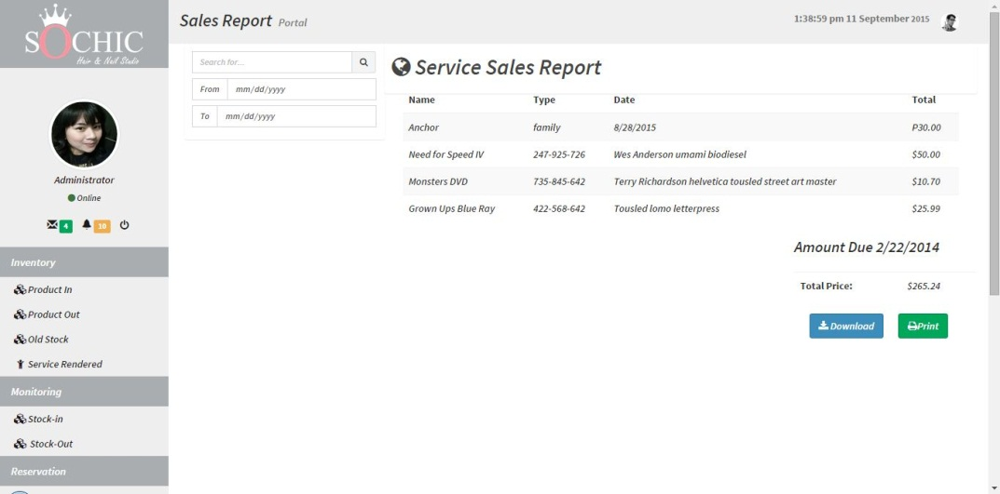 SOCHIC
Hair & Nail Studio
Administrator
Online
4 10
Inventory
Product In
Product Out
Old Stock
Service Rendered
Monitoring
Stock-in
Stock-Out
Reservation
Sales Report Portal
1:38:59 pm 11 September 2015
Search for...
From mm/dd/yyyy
To mm/dd/yyyy
Service Sales Report
Name Type Date Total
Anchor family 8/28/2015 P30.00
Need for Speed IV 247-925-726 Wes Anderson umami biodiesel $50.00
Monsters DVD 735-845-642 Terry Richardson helvetica tousled street art master $10.70
Grown Ups Blue Ray 422-568-642 Tousled lomo letterpress $25.99
Amount Due 2/22/2014
Total Price: $265.24
Download Print